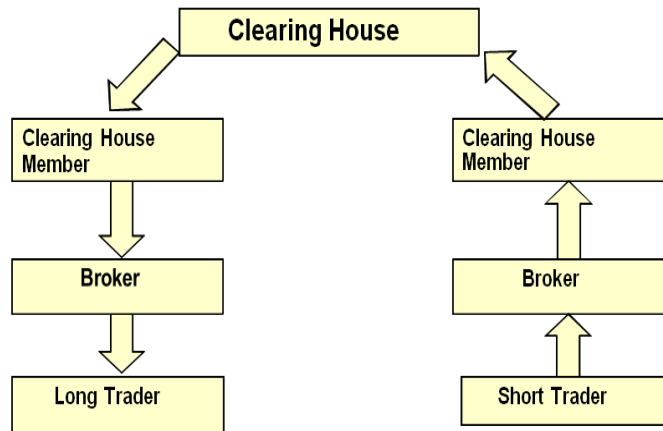 Clearing House
Clearing House
Member
Clearing House
Member
Broker
Broker
Long Trader
Short Trader